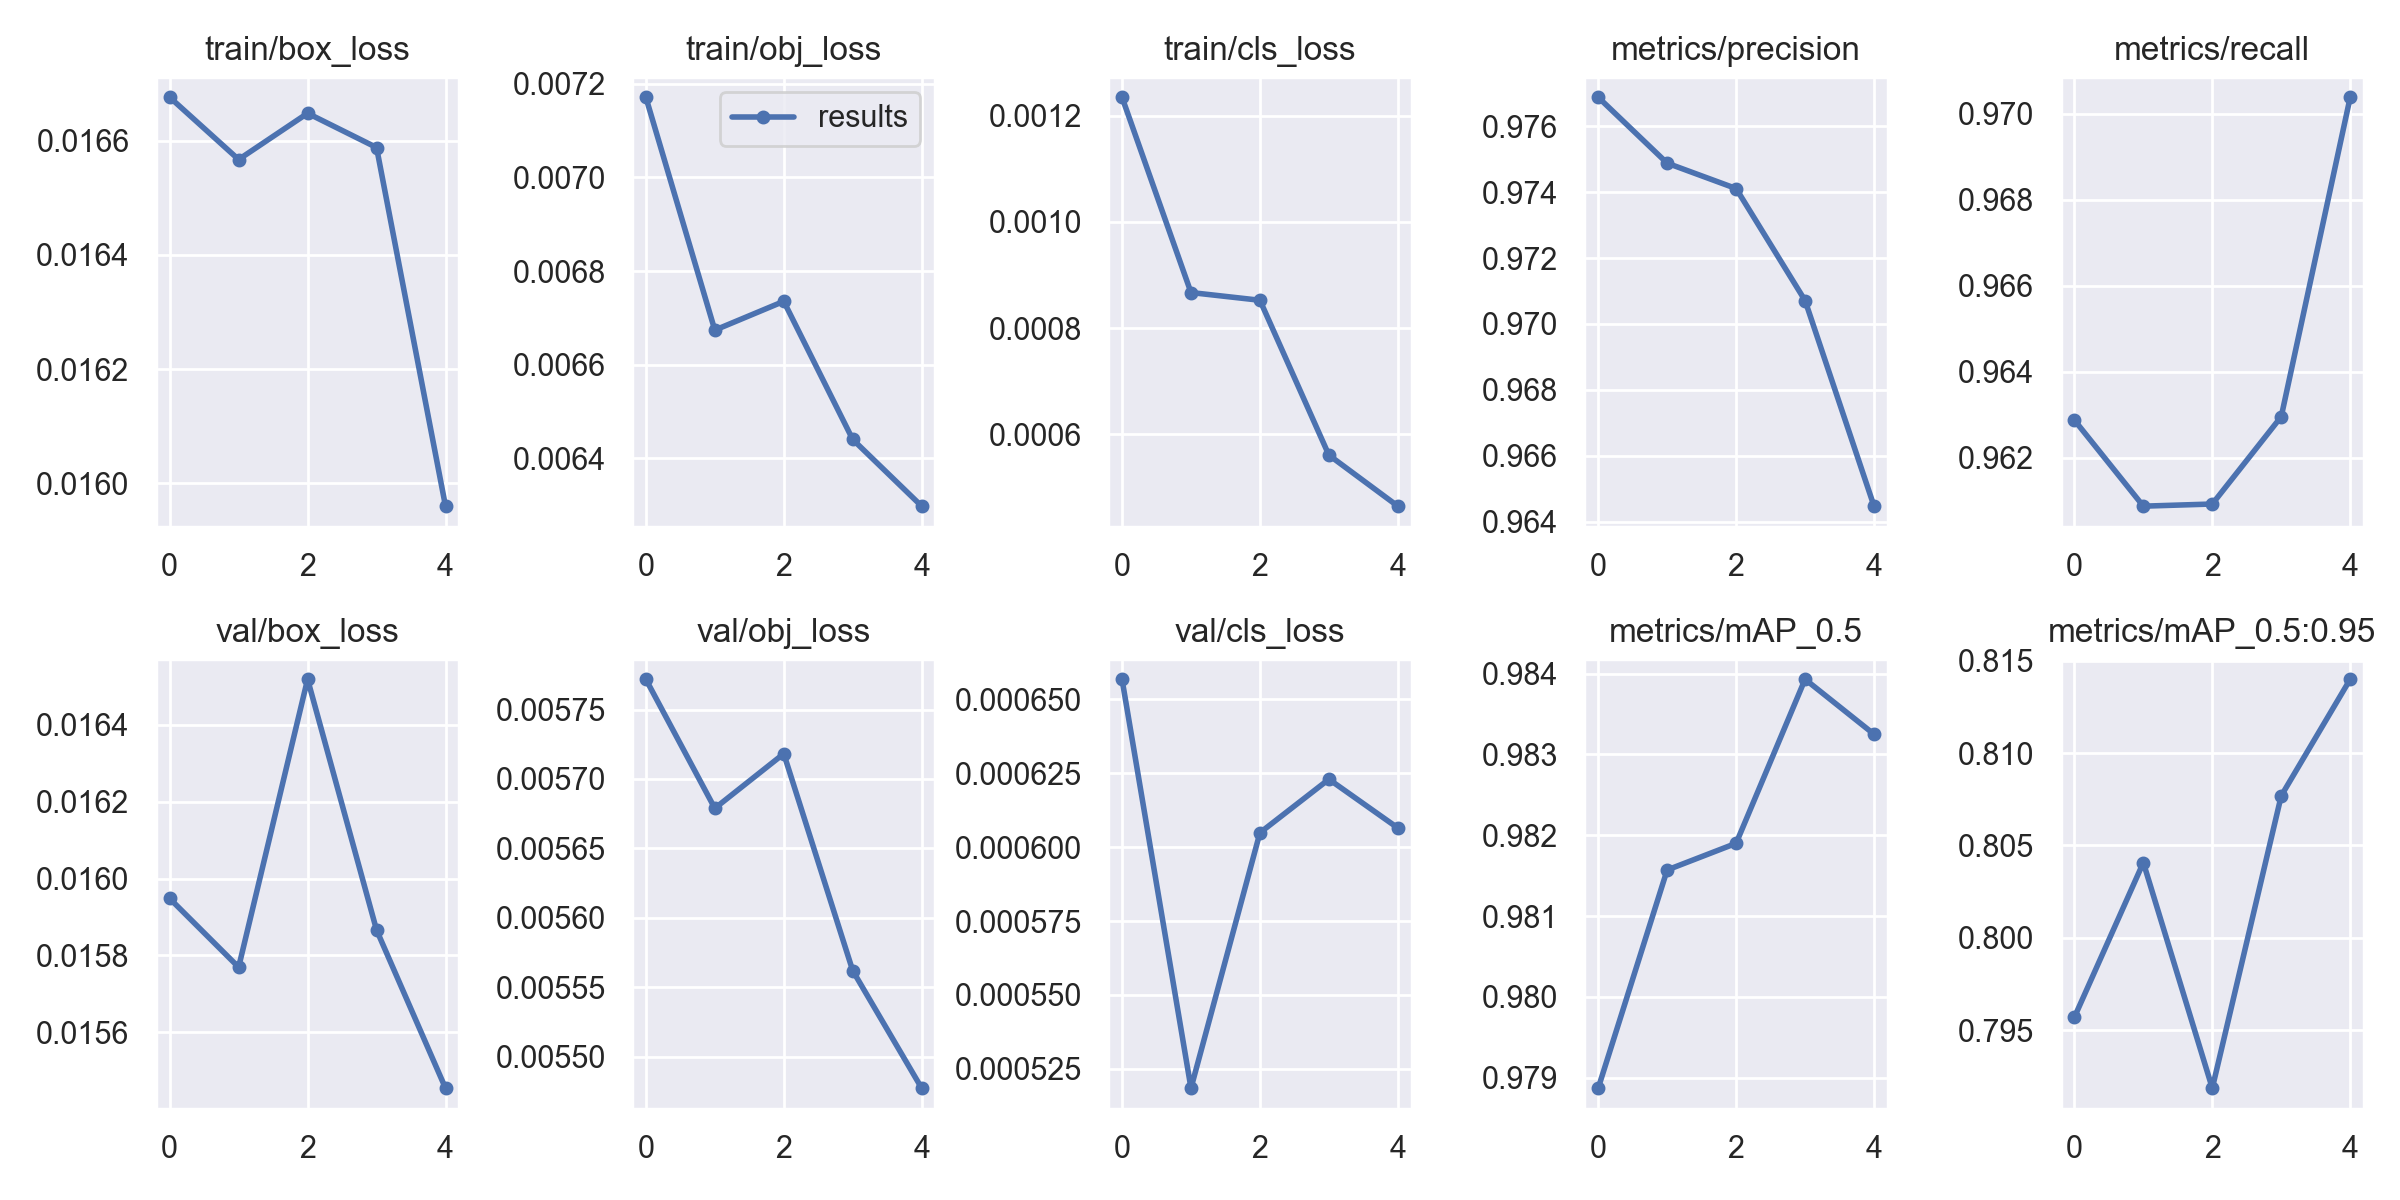 train/box_loss
0.0166
0.0164
0.0162
0.0160
0 2 4
train/obj_loss
results
0.0072
0.0070
0.0068
0.0066
0.0064
0 2 4
train/cls_loss
0.0012
0.0010
0.0008
0.0006
0 2 4
metrics/precision
0.976
0.974
0.972
0.970
0.968
0.966
0.964
0 2 4
metrics/recall
0.970
0.968
0.966
0.964
0.962
0 2 4
val/box_loss
0.0164
0.0162
0.0160
0.0158
0.0156
0 2 4
val/obj_loss
0.00575
0.00570
0.00565
0.00560
0.00555
0.00550
0 2 4
val/cls_loss
0.000650
0.000625
0.000600
0.000575
0.000550
0.000525
0 2 4
metrics/mAP_0.5
0.984
0.983
0.982
0.981
0.980
0.979
0 2 4
metrics/mAP_0.5:0.95
0.815
0.810
0.805
0.800
0.795
0 2 4